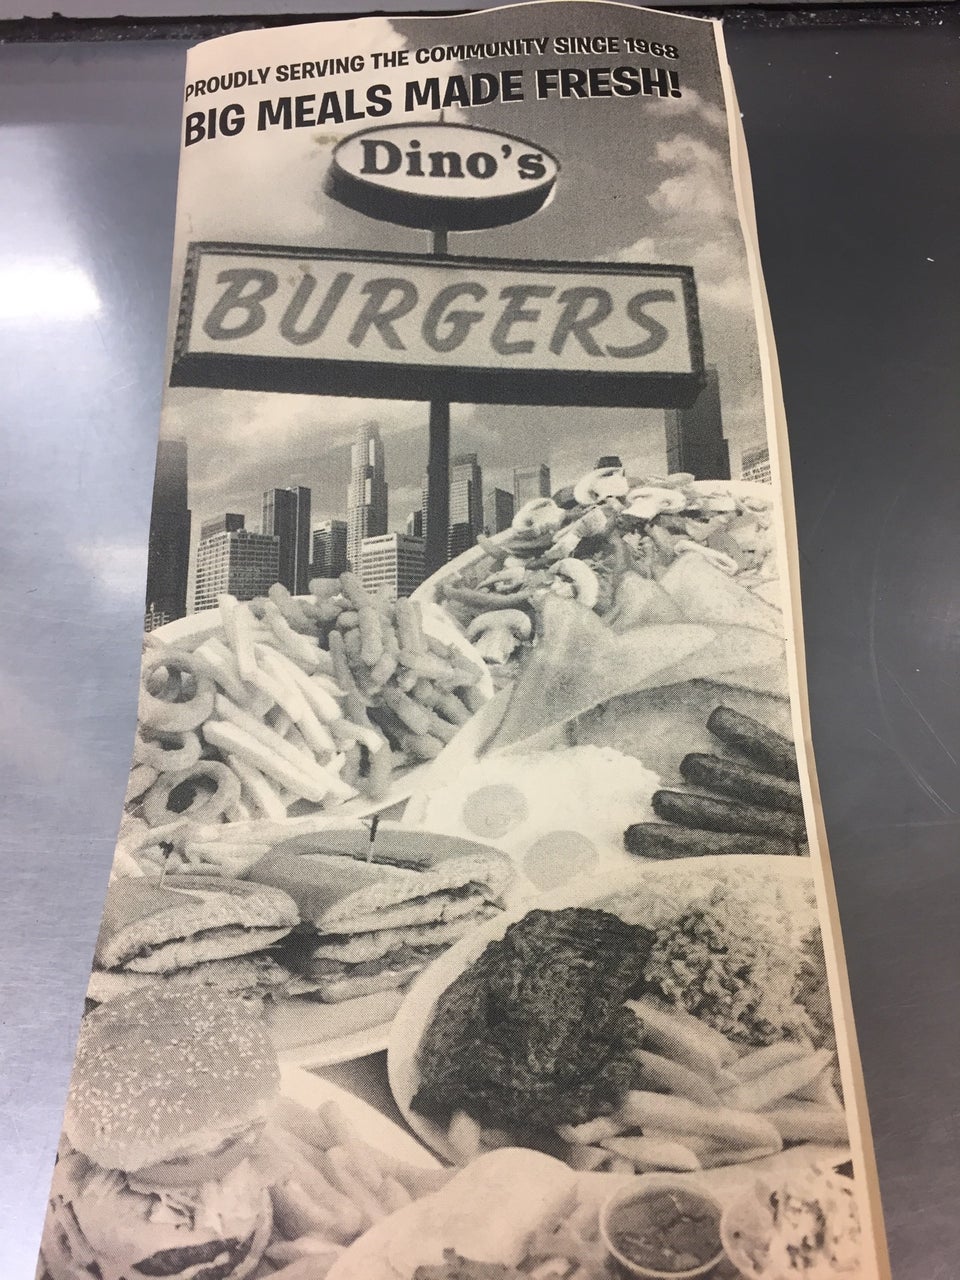 PROUDLY SERVING THE COMMUNITY SINCE 1968
BIG MEALS MADE FRESH!
Dino's
BURGERS